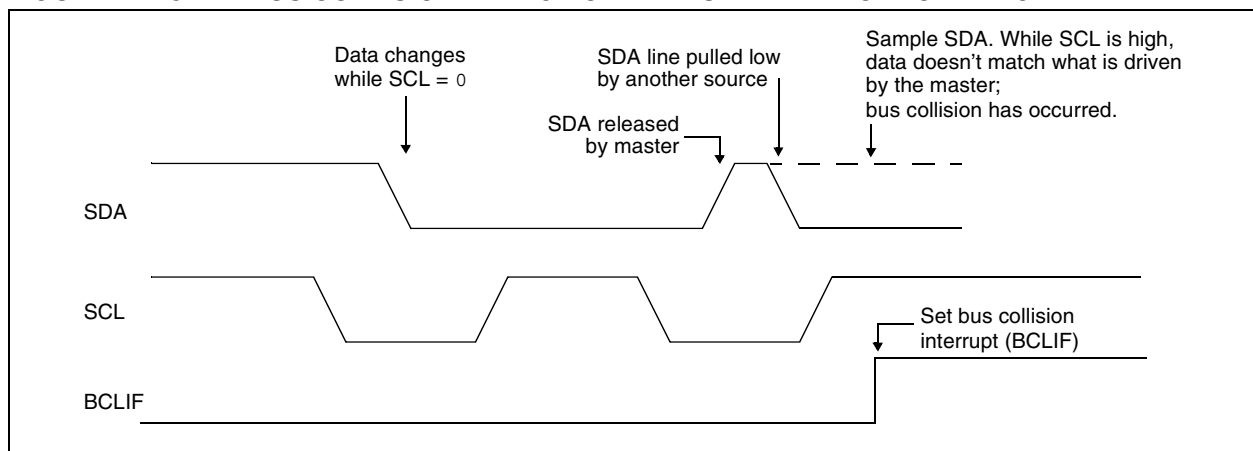 Data changes
while SCL = 0
SDA line pulled low
by another source
Sample SDA. While SCL is high,
data doesn't match what is driven
by the master;
bus collision has occurred.
SDA released
by master
SDA
SCL
Set bus collision
interrupt (BCLIF)
BCLIF